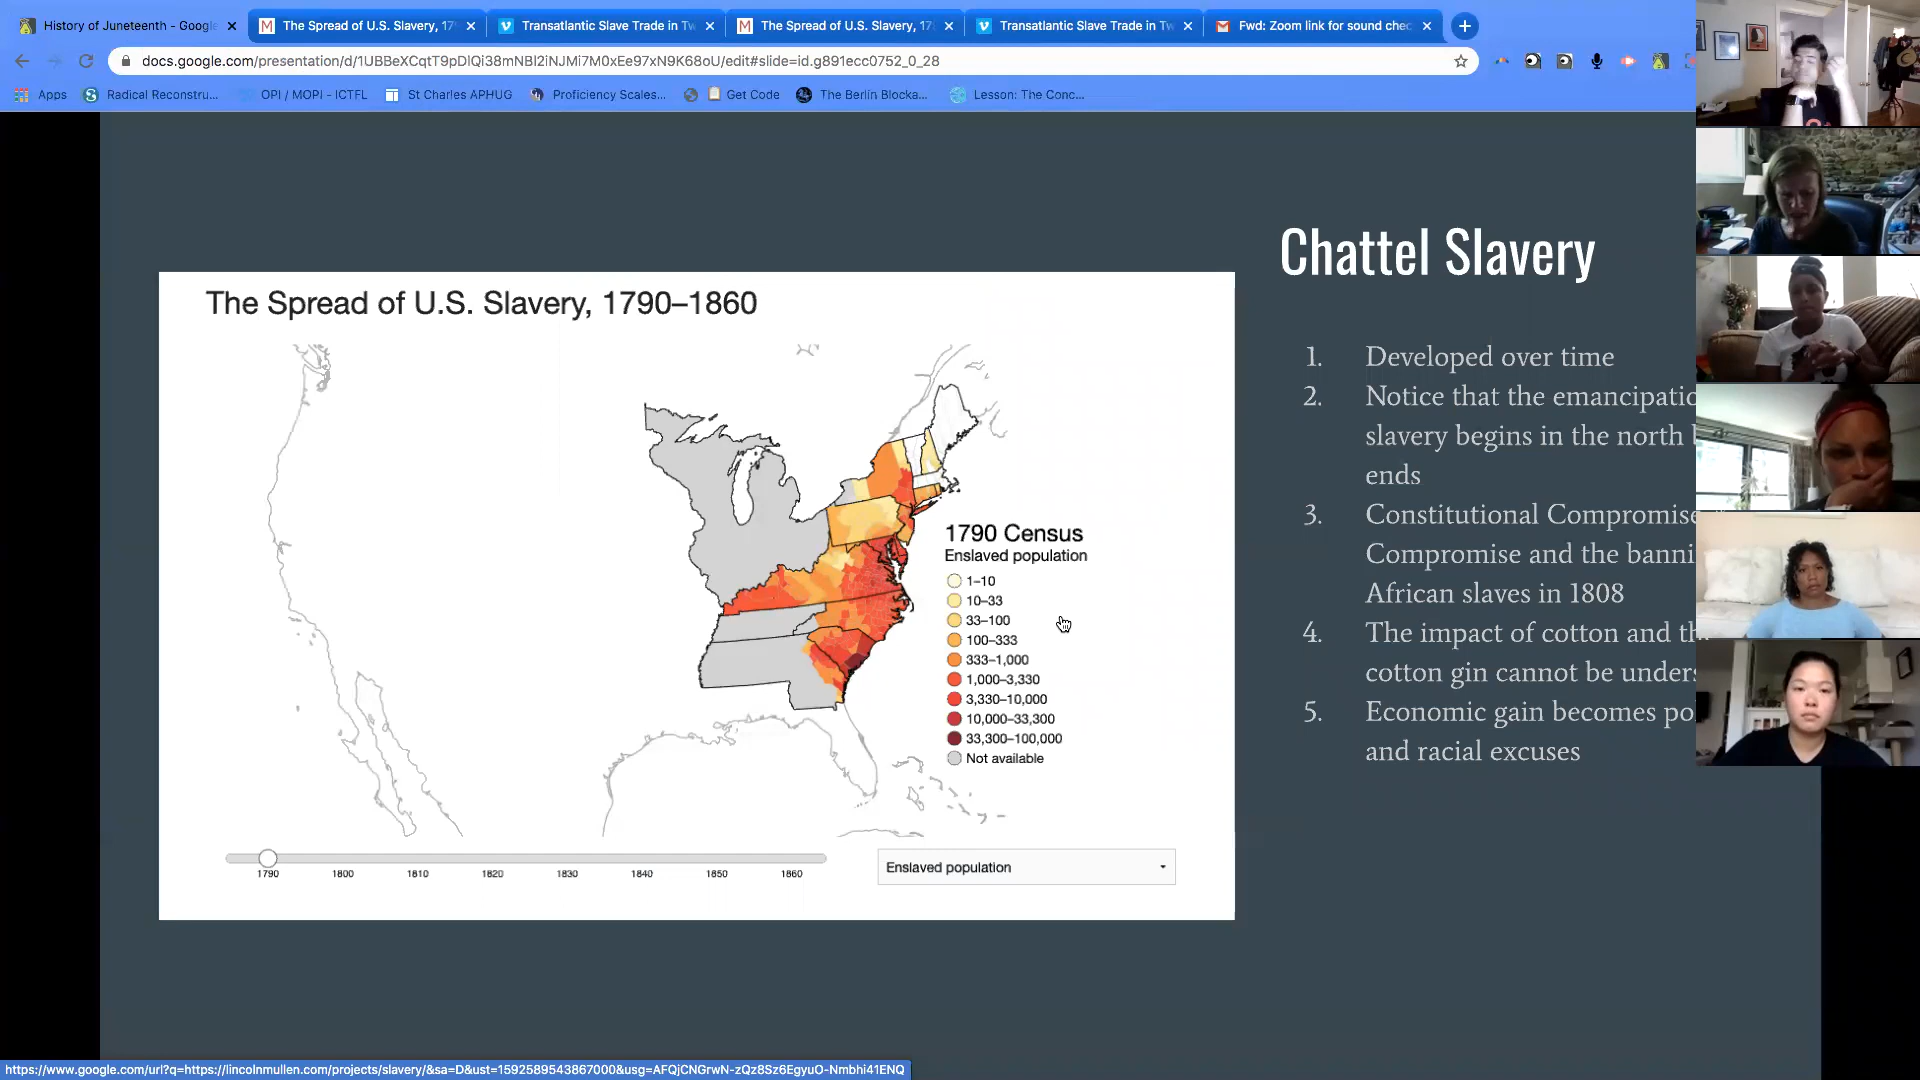 History of Juneteenth - Google
The Spread of U.S. Slavery, 17
Transatlantic Slave Trade in Tw
The Spread of U.S. Slavery, 17
Transatlantic Slave Trade in Tw
Fwd: Zoom link for sound chec
docs.google.com/presentation/d/1UBBeXCqtT9pDlQi38mNBl2iNJMi7M0xEe97xN9K68oU/edit#slide=id.g891ecc0752_0_28
Apps
Radical Reconstru...
OPI / MOPI - ICTFL
St Charles APHUG
Proficiency Scales...
Get Code
The Berlin Blocka...
Lesson: The Conc...
The Spread of U.S. Slavery, 1790–1860
1790 Census
Enslaved population
1–10
10–33
33–100
100–333
333–1,000
1,000–3,330
3,330–10,000
10,000–33,300
33,300–100,000
Not available
1790 1800 1810 1820 1830 1840 1850 1860
Enslaved population
Chattel Slavery
1. Developed over time
2. Notice that the emancipatio
slavery begins in the north
ends
3. Constitutional Compromise
Compromise and the banni
African slaves in 1808
4. The impact of cotton and th
cotton gin cannot be unders
5. Economic gain becomes po
and racial excuses
https://www.google.com/url?q=https://lincolnmullen.com/projects/slavery/&sa=D&ust=1592589543867000&usg=AFQjCNGrwN-zQz8Sz6EgyuO-Nmbhi41ENQ